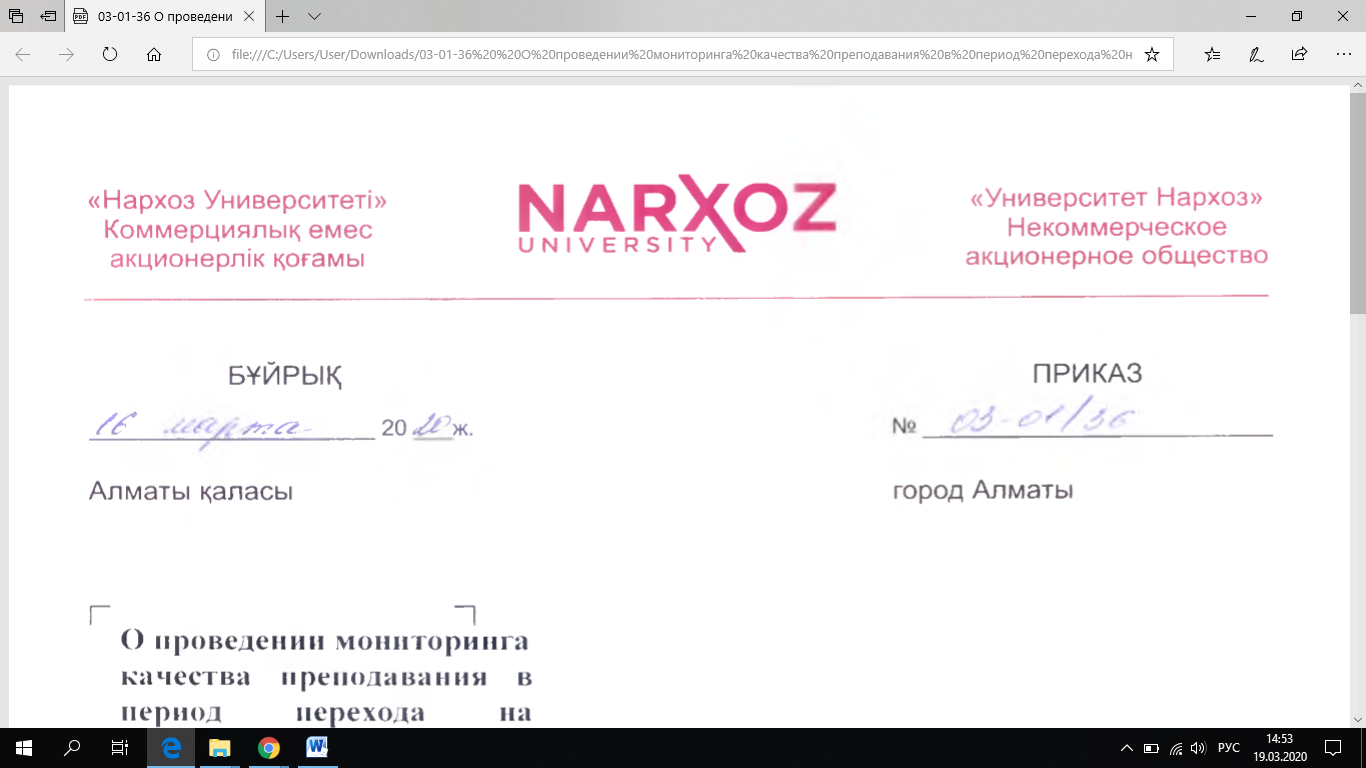 03-01-36 О проведени
file:///C:/Users/User/Downloads/03-01-36%20%20О%20проведении%20мониторинга%20качества%20преподавания%20в%20период%20перехода%20н
«Нархоз Университеті»
Коммерциялық емес
акционерлік қоғамы
NARXOZ
UNIVERSITY
«Университет Нархоз»
Некоммерческое
акционерное общество
БҰЙРЫҚ
ПРИКАЗ
16 марта 20 20 ж.
№ 03-01/36
Алматы қаласы
город Алматы
О проведении мониторинга
качества преподавания в
период перехода на
РУС
14:53
19.03.2020